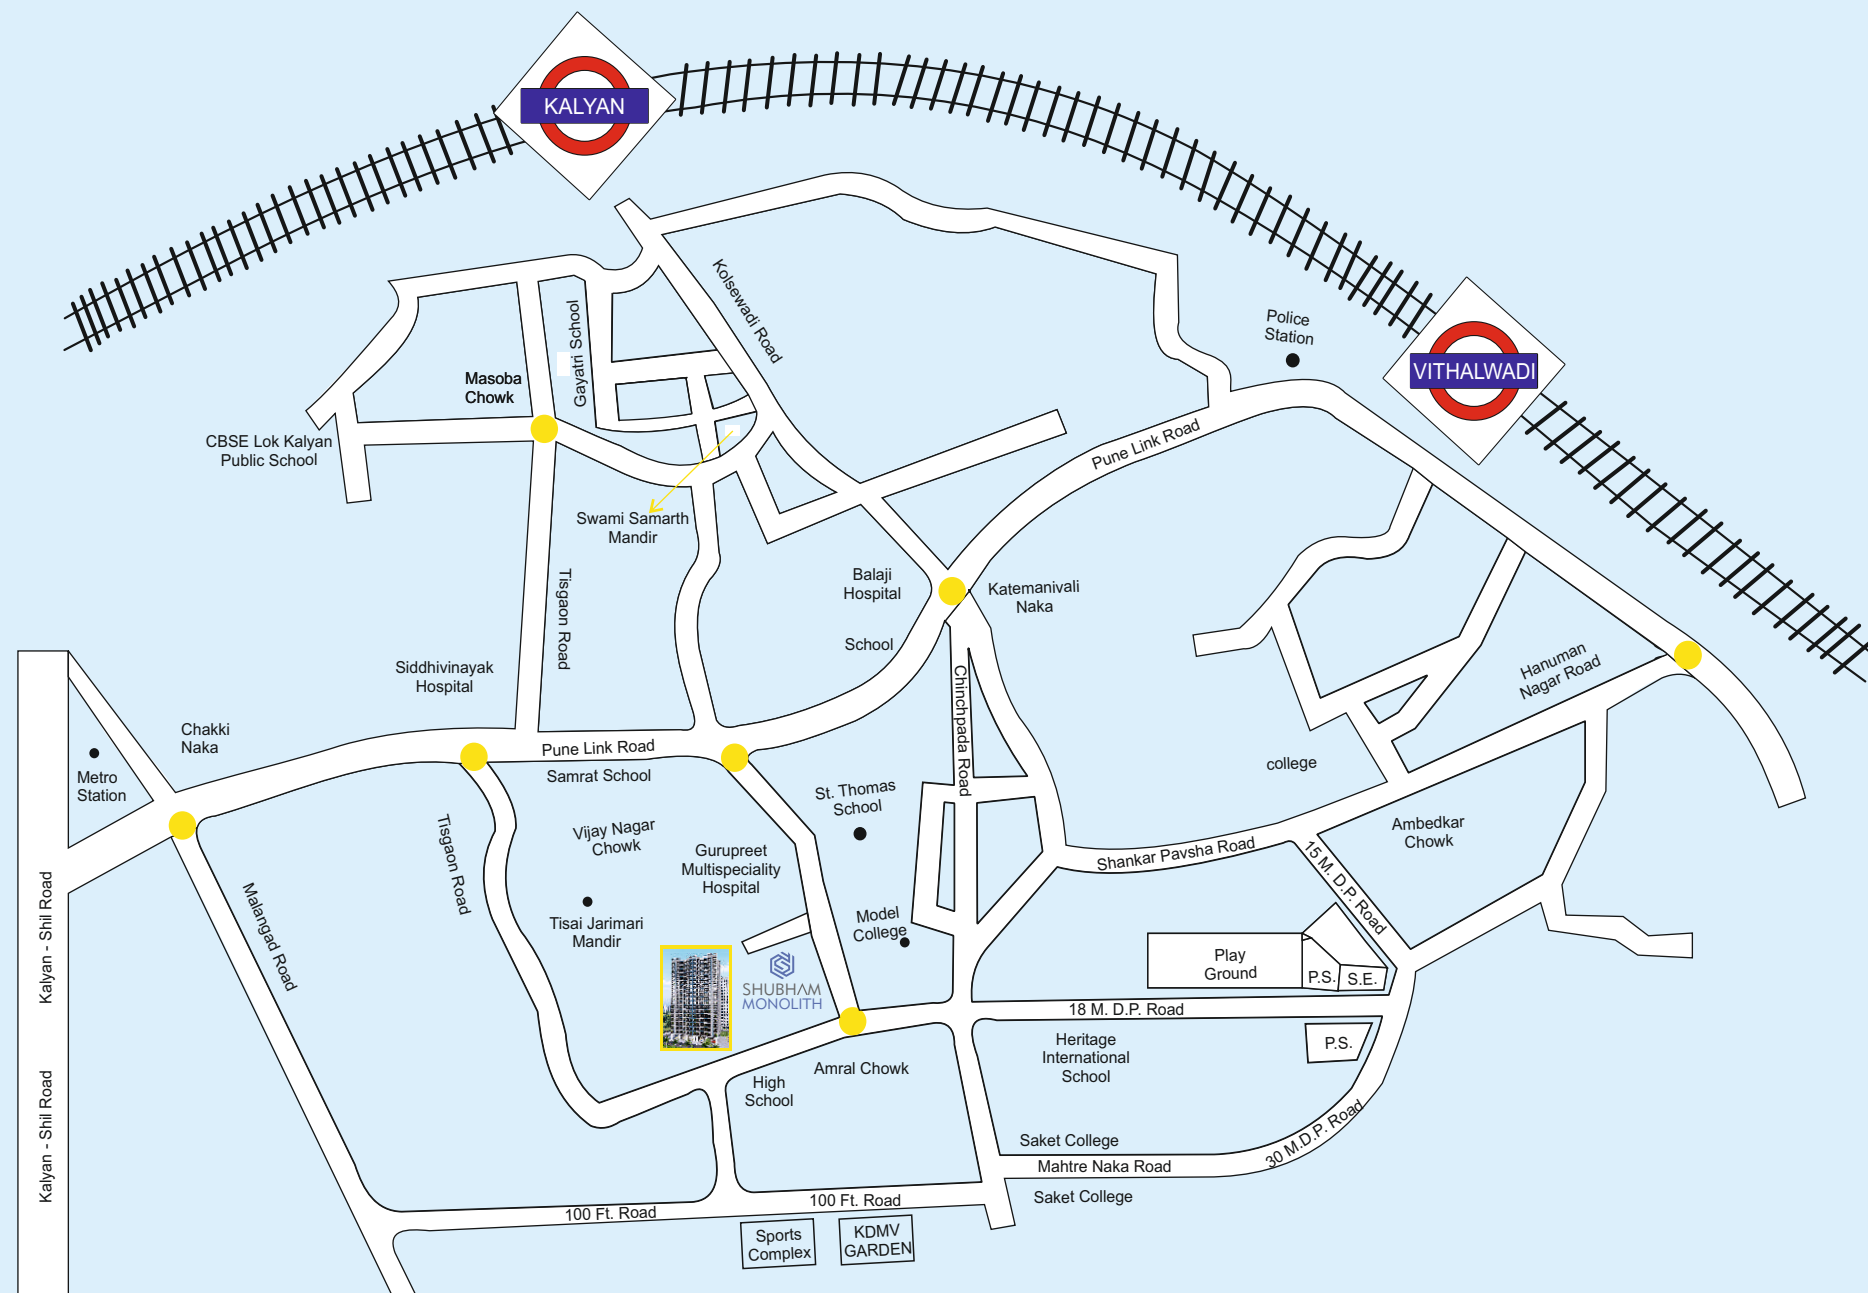 KALYAN
Kolsewadi Road
Gayatri School
Police
Station
VITHALWADI
Masoba
Chowk
CBSE Lok Kalyan
Public School
Pune Link Road
Swami Samarth
Mandir
Tisgaon Road
Balaji
Hospital
Katemanivali
Naka
School
Siddhivinayak
Hospital
Hanuman
Nagar Road
Chinchpada Road
Chakki
Naka
Metro
Station
Pune Link Road
Samrat School
college
St. Thomas
School
Vijay Nagar
Chowk
Tisgaon Road
Gurupreet
Multispeciality
Hospital
Ambedkar
Chowk
Shankar Pavsha Road
15 M. D.P. Road
Malangad Road
Kalyan - Shil Road
Tisai Jarimari
Mandir
Model
College
Play
Ground
P.S.
S.E.
SHUBHAM
MONOLITH
18 M. D.P. Road
P.S.
Heritage
International
School
Amral Chowk
High
School
Kalyan - Shil Road
Saket College
Mahtre Naka Road
30 M.D.P. Road
Saket College
100 Ft. Road
100 Ft. Road
Sports
Complex
KDMV
GARDEN